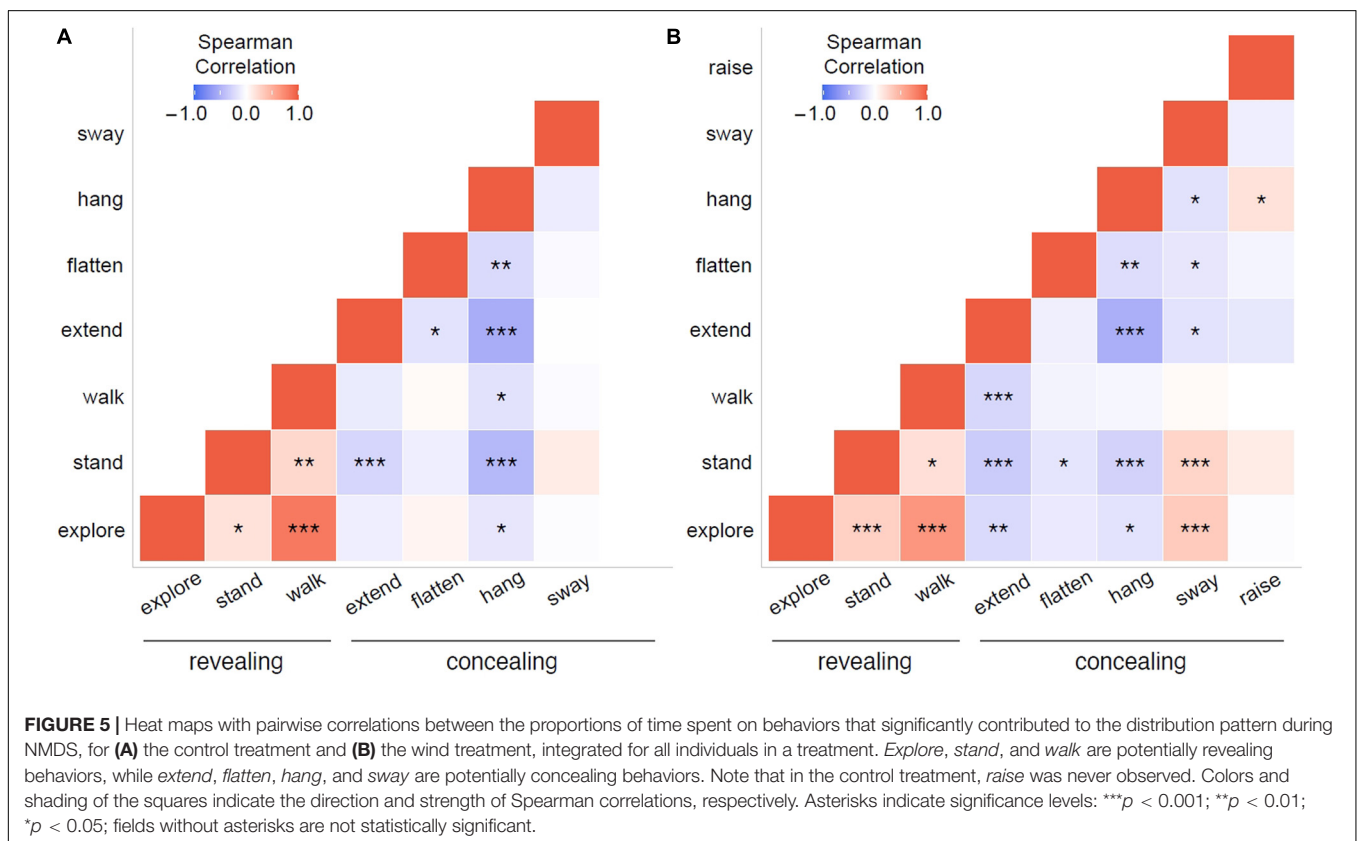 A
Spearman
Correlation
−1.0 0.0 1.0
sway
hang
flatten **
extend * ***
walk *
stand ** *** ***
explore * *** *
explore stand walk extend flatten hang sway
revealing concealing
B
Spearman
Correlation
−1.0 0.0 1.0
raise
sway
hang * *
flatten ** *
extend *** *
walk ***
stand * *** * *** ***
explore *** *** ** * ***
explore stand walk extend flatten hang sway raise
revealing concealing
FIGURE 5 | Heat maps with pairwise correlations between the proportions of time spent on behaviors that significantly contributed to the distribution pattern during
NMDS, for (A) the control treatment and (B) the wind treatment, integrated for all individuals in a treatment. Explore, stand, and walk are potentially revealing
behaviors, while extend, flatten, hang, and sway are potentially concealing behaviors. Note that in the control treatment, raise was never observed. Colors and
shading of the squares indicate the direction and strength of Spearman correlations, respectively. Asterisks indicate significance levels: ***p < 0.001; **p < 0.01;
*p < 0.05; fields without asterisks are not statistically significant.